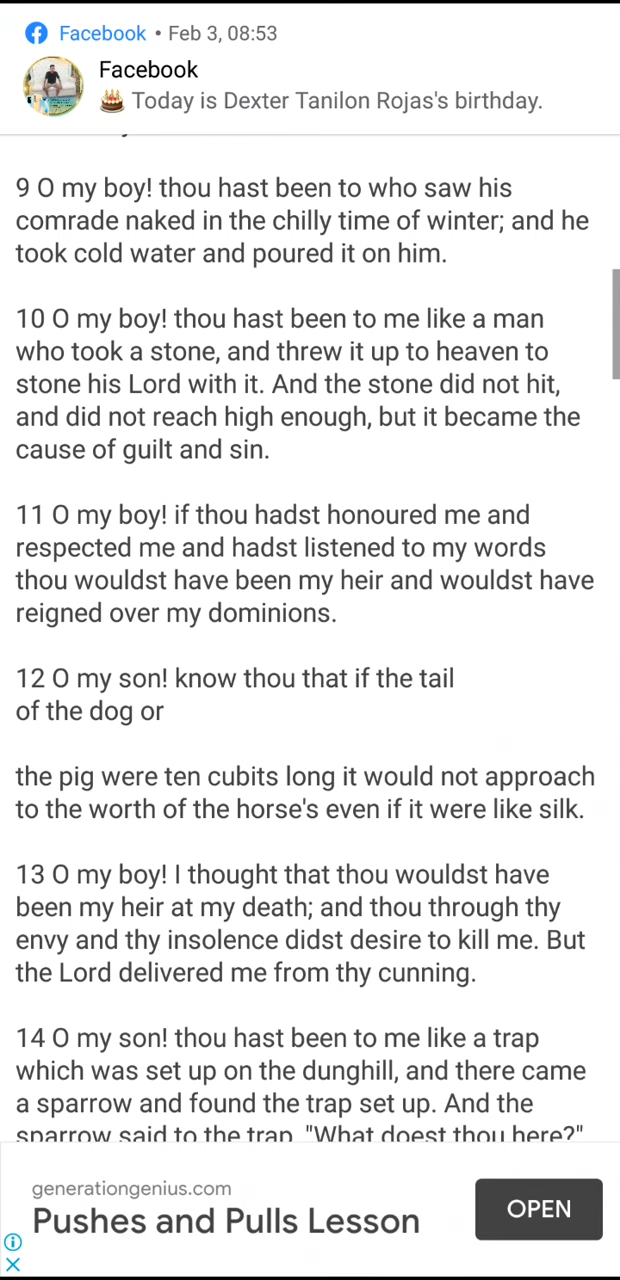 Facebook • Feb 3, 08:53
Facebook
🎂 Today is Dexter Tanilon Rojas's birthday.
9 O my boy! thou hast been to who saw his
comrade naked in the chilly time of winter; and he
took cold water and poured it on him.
10 O my boy! thou hast been to me like a man
who took a stone, and threw it up to heaven to
stone his Lord with it. And the stone did not hit,
and did not reach high enough, but it became the
cause of guilt and sin.
11 O my boy! if thou hadst honoured me and
respected me and hadst listened to my words
thou wouldst have been my heir and wouldst have
reigned over my dominions.
12 O my son! know thou that if the tail
of the dog or
the pig were ten cubits long it would not approach
to the worth of the horse's even if it were like silk.
13 O my boy! I thought that thou wouldst have
been my heir at my death; and thou through thy
envy and thy insolence didst desire to kill me. But
the Lord delivered me from thy cunning.
14 O my son! thou hast been to me like a trap
which was set up on the dunghill, and there came
a sparrow and found the trap set up. And the
sparrow said to the trap, "What doest thou here?"
generationgenius.com
Pushes and Pulls Lesson
OPEN